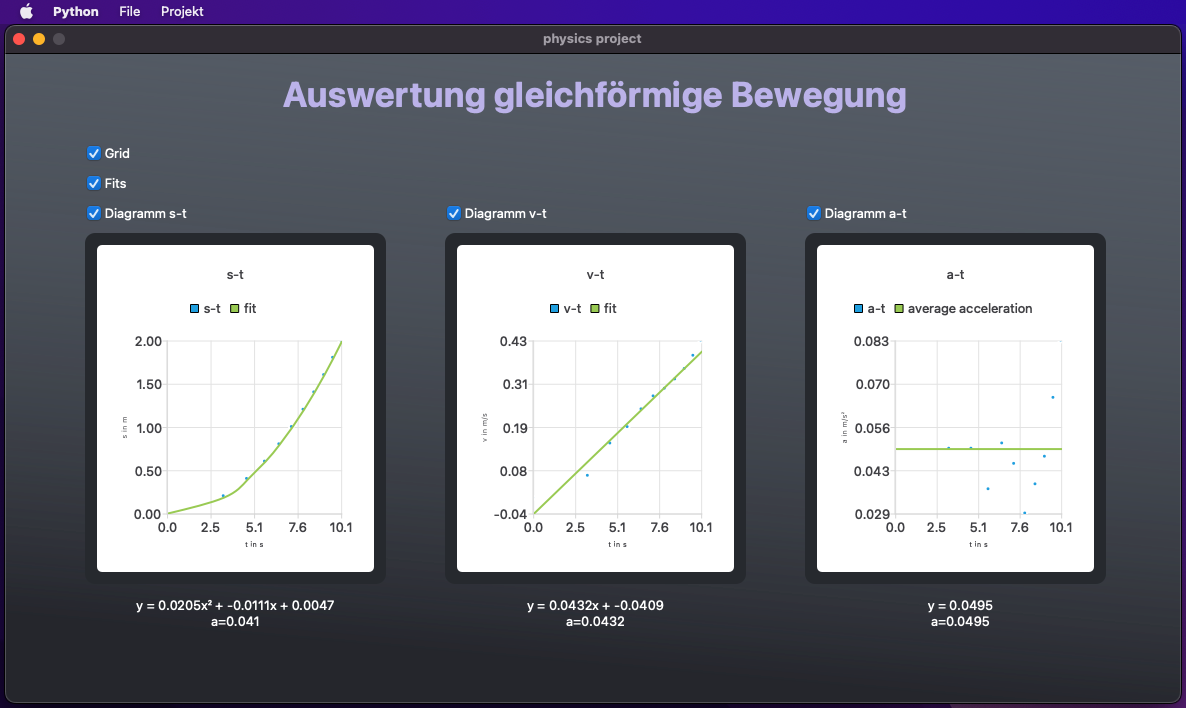 Python File Projekt
physics project
Auswertung gleichförmige Bewegung
Grid
Fits
Diagramm s-t
s-t
s-t fit
2.00
1.50
1.00
0.50
0.00
s in m
0.0 2.5 5.1 7.6 10.1
t in s
y = 0.0205x² + -0.0111x + 0.0047
a=0.041
Diagramm v-t
v-t
v-t fit
0.43
0.31
0.19
0.08
-0.04
v in m/s
0.0 2.5 5.1 7.6 10.1
t in s
y = 0.0432x + -0.0409
a=0.0432
Diagramm a-t
a-t
a-t average acceleration
0.083
0.070
0.056
0.043
0.029
a in m/s²
0.0 2.5 5.1 7.6 10.1
t in s
y = 0.0495
a=0.0495